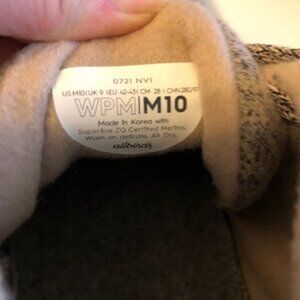 0721 NV1
US M10 | UK 9 | EU 42-43 | CM 28 | CHN280/97
WPM|M10
Made in Korea with
Superfine ZQ Certified Merino.
Wash on delicate, Air Dry.
allbirds